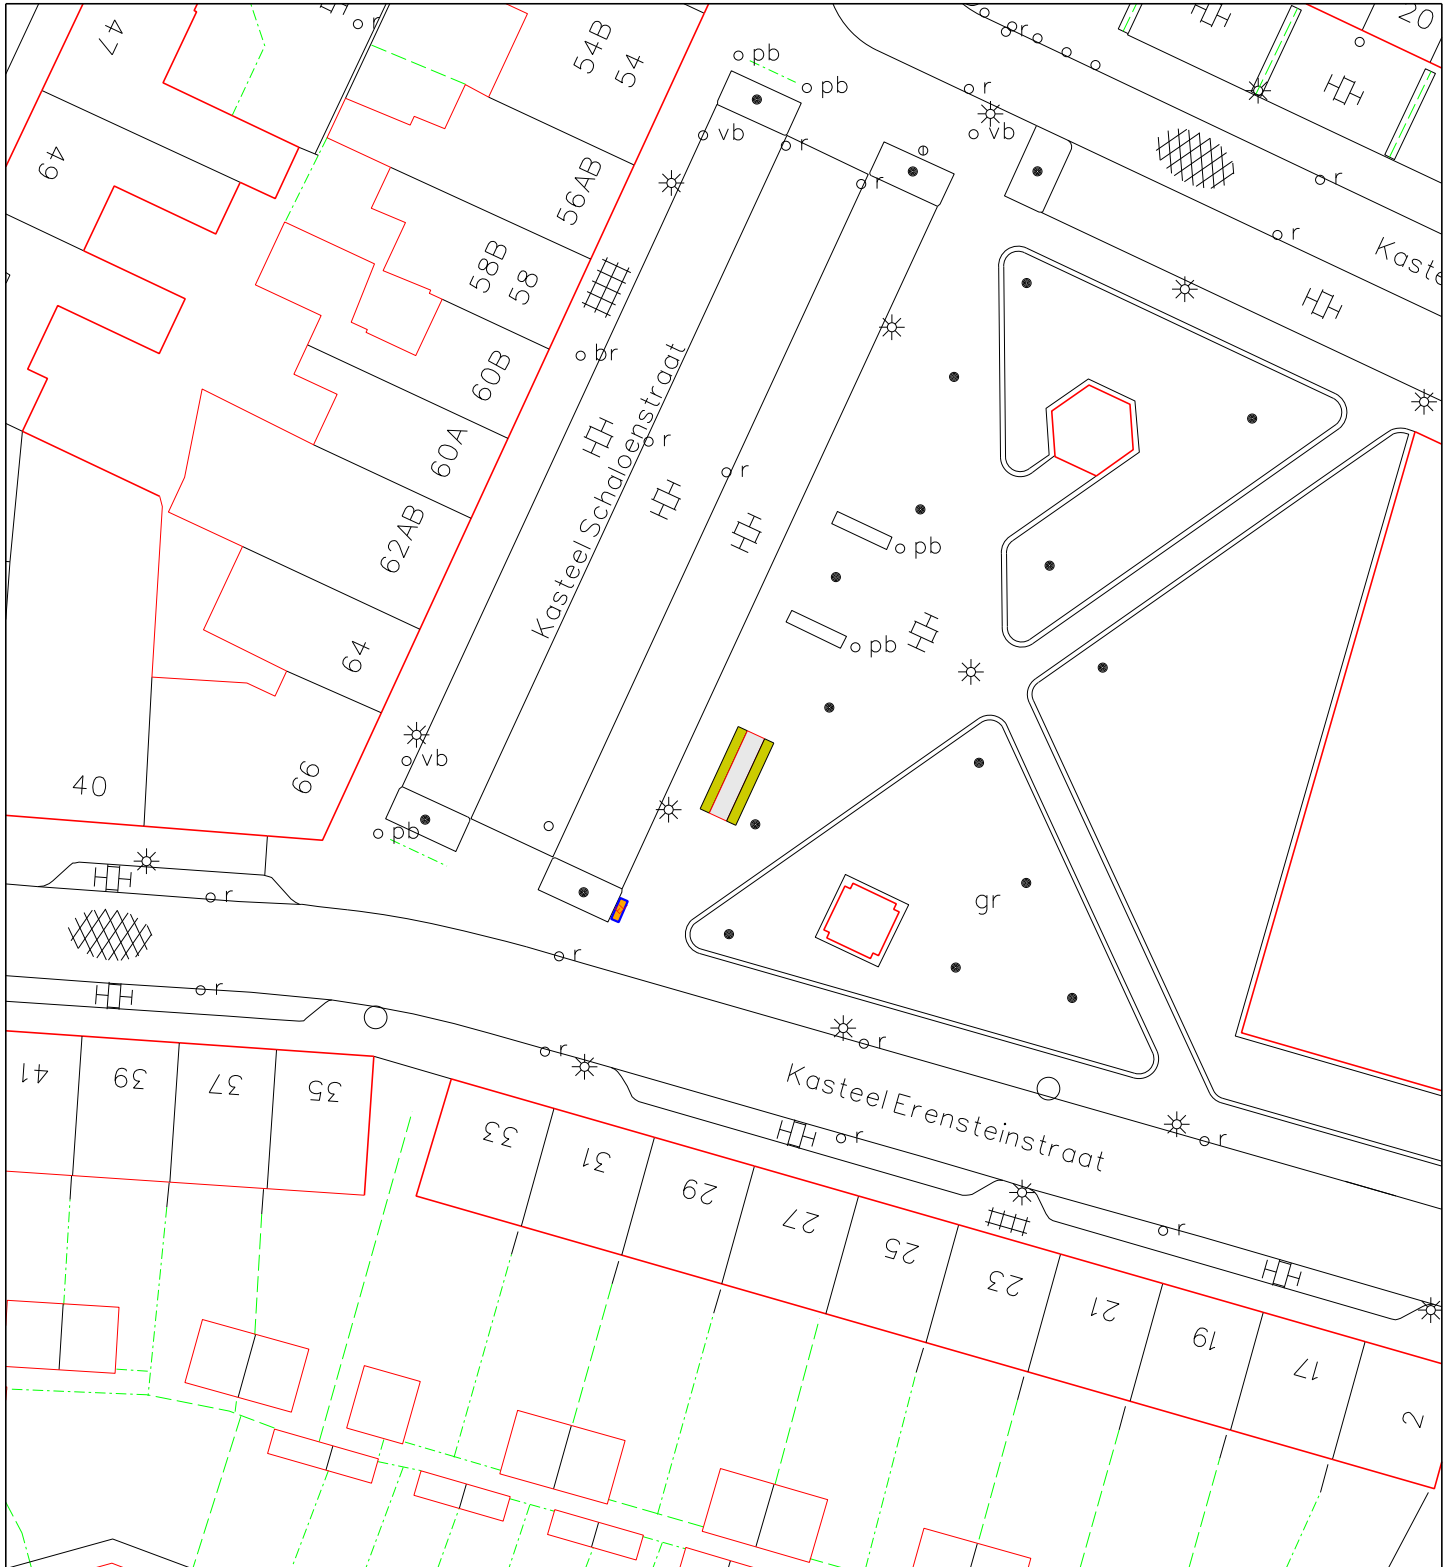 47
r
54B
54
pb
pb
20
r
r
49
vb
r
vb
56AB
r
r
r
58B
58
Kaste
br
60B
Kasteel Schaloenstraat
r
60A
r
62AB
pb
64
pb
vb
66
40
pb
r
gr
r
r
r
r
Kasteel Erensteinstraat
41
39
37
35
33
r
r
31
29
r
27
25
23
21
19
17
2